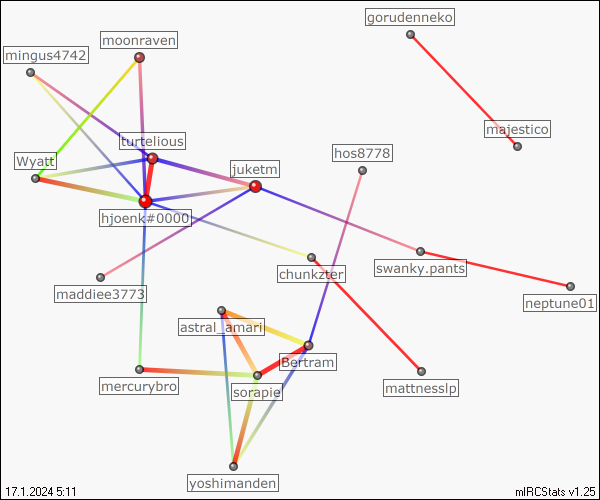 gorudenneko
moonraven
mingus4742
majestico
turtelious
hos8778
Wyatt
juketm
hjoenk#0000
swanky.pants
chunkzter
maddiee3773
neptune01
astral_amari
Bertram
mercurybro
mattnesslp
sorapie
yoshimanden
17.1.2024 5:11
mIRCStats v1.25